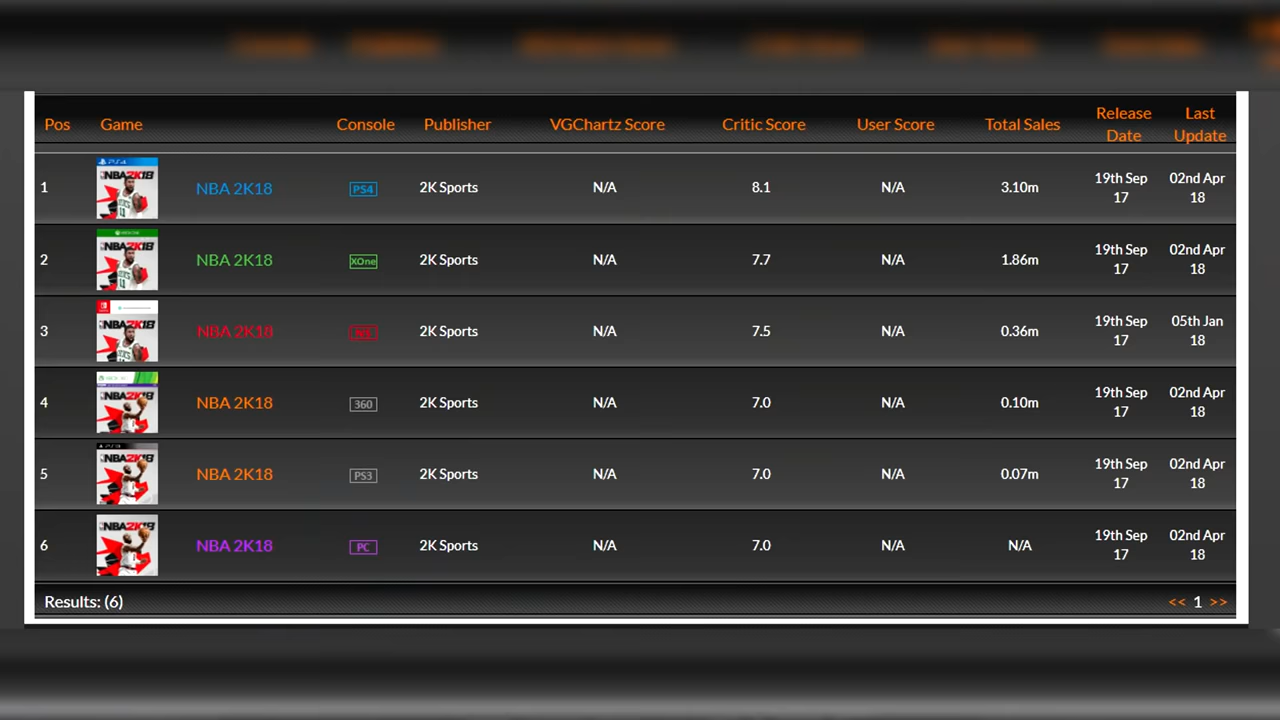 Pos Game Console Publisher VGChartz Score Critic Score User Score Total Sales Release Date Last Update
1 NBA 2K18 PS4 2K Sports N/A 8.1 N/A 3.10m 19th Sep 17 02nd Apr 18
2 NBA 2K18 XOne 2K Sports N/A 7.7 N/A 1.86m 19th Sep 17 02nd Apr 18
3 NBA 2K18 NS 2K Sports N/A 7.5 N/A 0.36m 19th Sep 17 05th Jan 18
4 NBA 2K18 360 2K Sports N/A 7.0 N/A 0.10m 19th Sep 17 02nd Apr 18
5 NBA 2K18 PS3 2K Sports N/A 7.0 N/A 0.07m 19th Sep 17 02nd Apr 18
6 NBA 2K18 PC 2K Sports N/A 7.0 N/A N/A 19th Sep 17 02nd Apr 18
Results: (6) << 1 >>